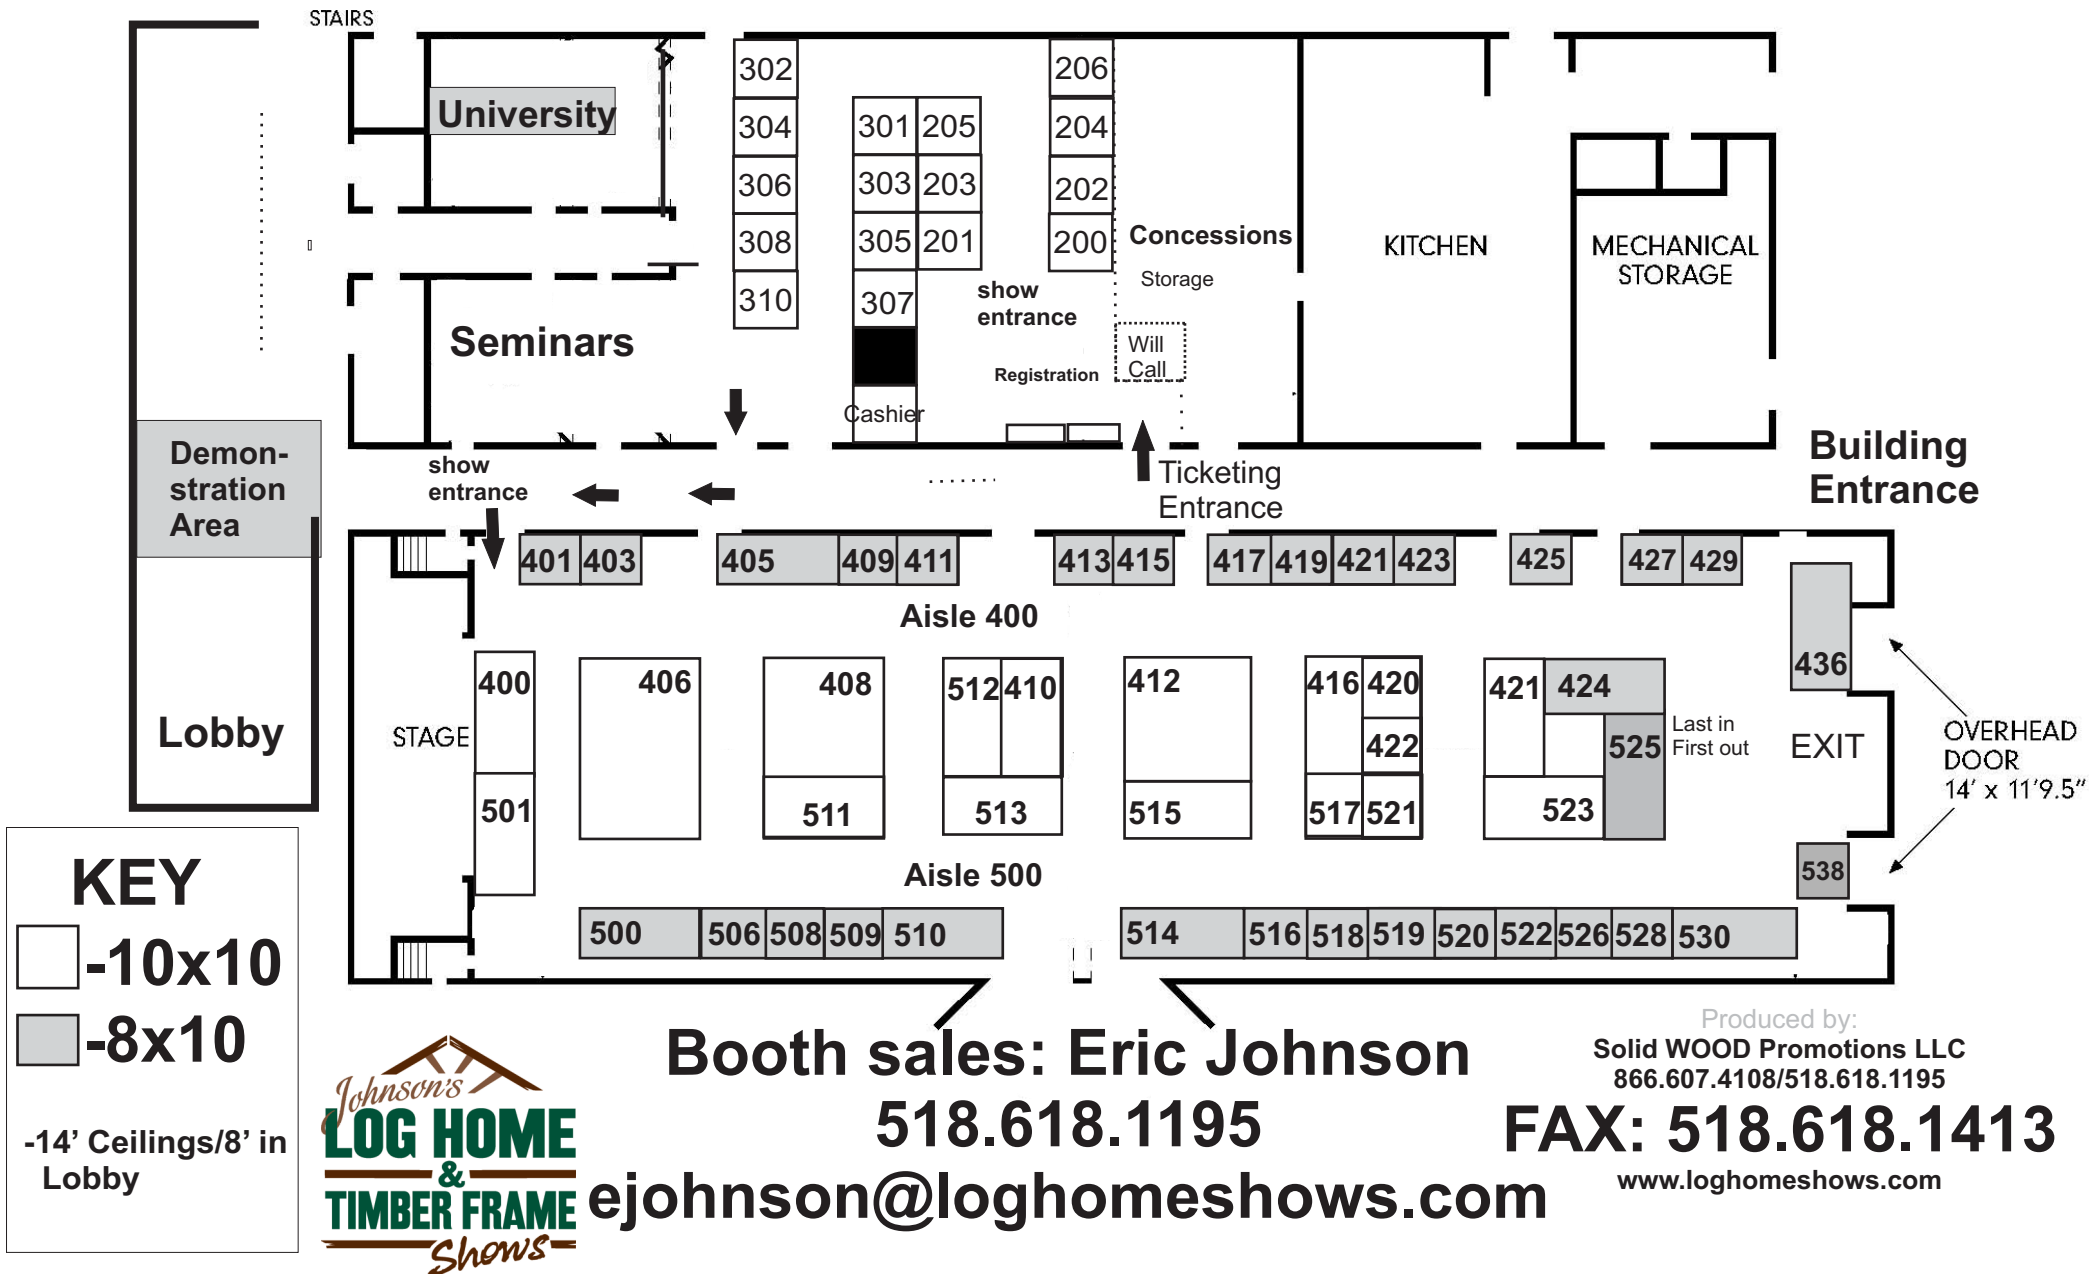 STAIRS
University
302
304
306
308
310
301 205
303 203
305 201
307
206
204
202
200
Concessions
Storage
show
entrance
Will
Call
Registration
Cashier
KITCHEN
MECHANICAL
STORAGE
Seminars
Demon-
stration
Area
show
entrance
Ticketing
Entrance
Building
Entrance
401 403 405 409 411 413 415 417 419 421 423 425 427 429
Aisle 400
436
400 406 408 512 410 412 416 420 421 424
422
525
Last in
First out
EXIT
OVERHEAD
DOOR
14' x 11'9.5"
Lobby
STAGE
501 511 513 515 517 521 523
Aisle 500
538
500 506 508 509 510 514 516 518 519 520 522 526 528 530
KEY
-10x10
-8x10
-14’ Ceilings/8’ in
Lobby
Johnson's
LOG HOME
&
TIMBER FRAME
Shows
Booth sales: Eric Johnson
518.618.1195
ejohnson@loghomeshows.com
Produced by:
Solid WOOD Promotions LLC
866.607.4108/518.618.1195
FAX: 518.618.1413
www.loghomeshows.com